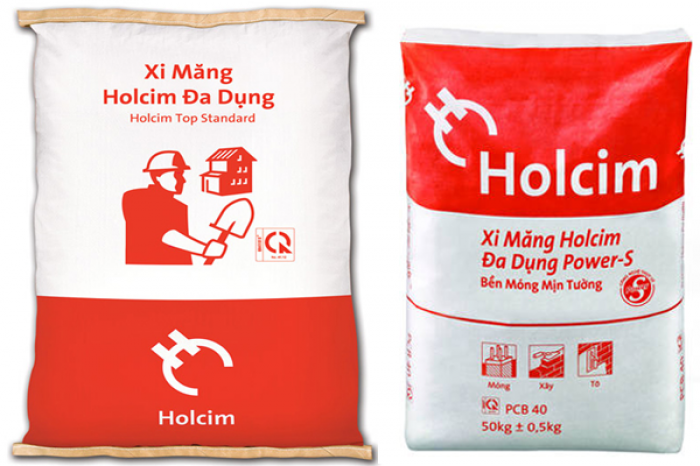 Xi Măng
Holcim Đa Dụng
Holcim Top Standard
Holcim
Holcim
Xi Măng Holcim
Đa Dụng Power-S
Bền Móng Mịn Tường
Móng
Xây
Tô
PCB 40
50kg ± 0,5kg